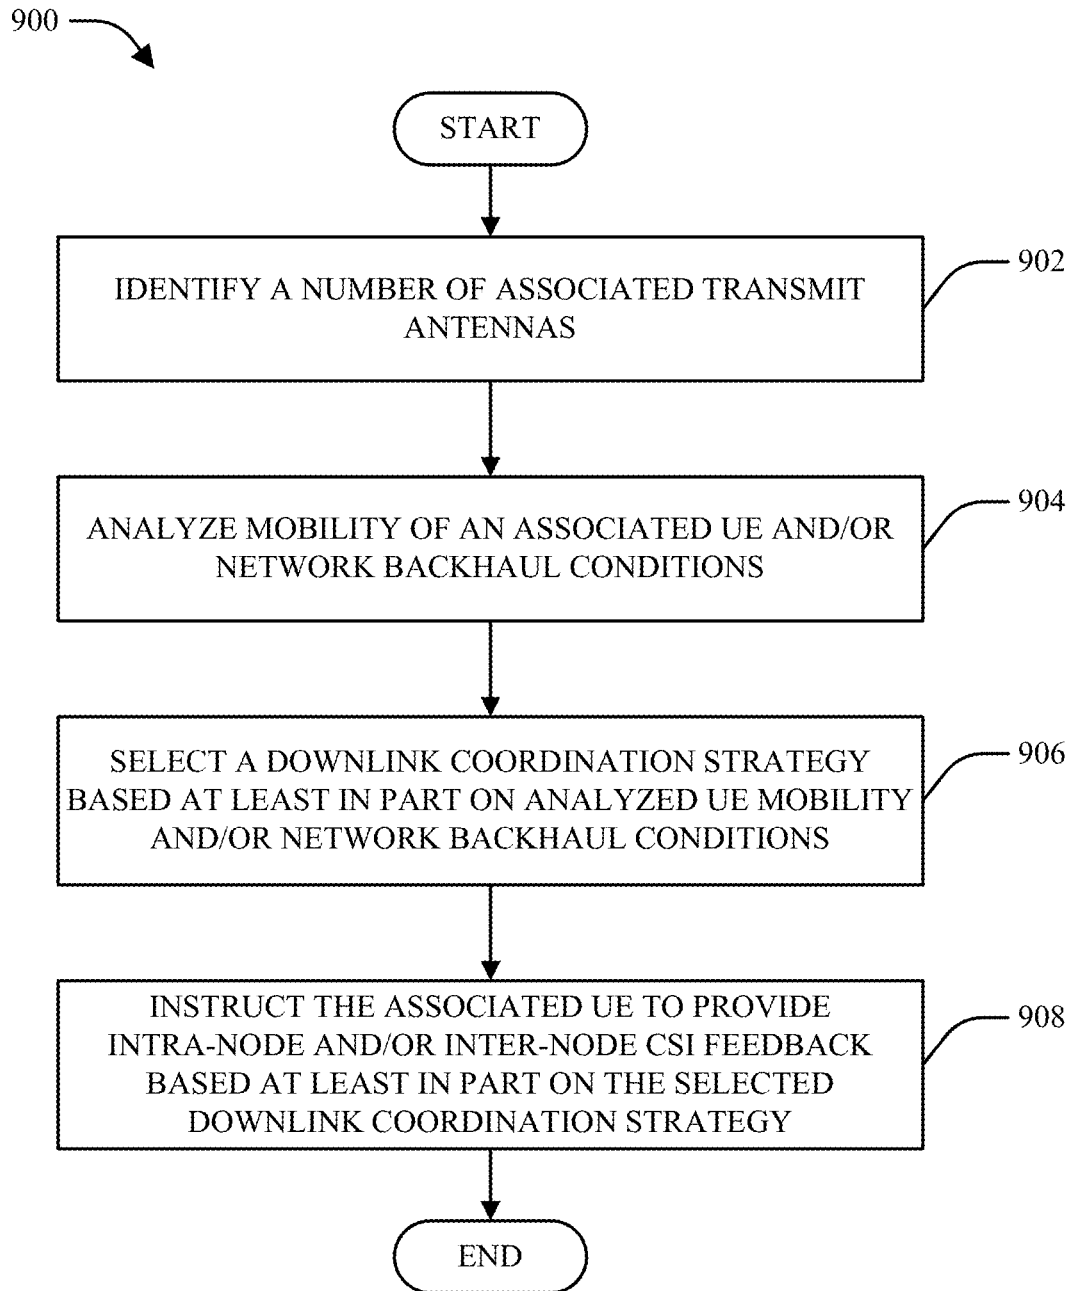 900
START
IDENTIFY A NUMBER OF ASSOCIATED TRANSMIT
ANTENNAS
902
ANALYZE MOBILITY OF AN ASSOCIATED UE AND/OR
NETWORK BACKHAUL CONDITIONS
904
SELECT A DOWNLINK COORDINATION STRATEGY
BASED AT LEAST IN PART ON ANALYZED UE MOBILITY
AND/OR NETWORK BACKHAUL CONDITIONS
906
INSTRUCT THE ASSOCIATED UE TO PROVIDE
INTRA-NODE AND/OR INTER-NODE CSI FEEDBACK
BASED AT LEAST IN PART ON THE SELECTED
DOWNLINK COORDINATION STRATEGY
908
END